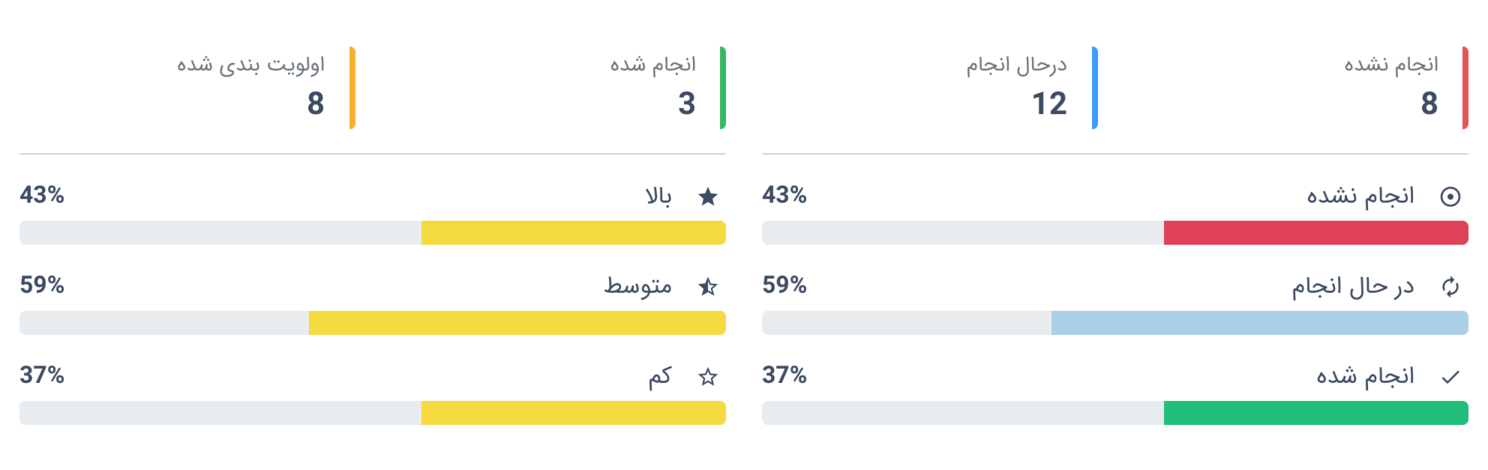 انجام نشده
8
درحال انجام
12
انجام شده
3
اولویت بندی شده
8
انجام نشده
43%
در حال انجام
59%
انجام شده
37%
بالا
43%
متوسط
59%
کم
37%